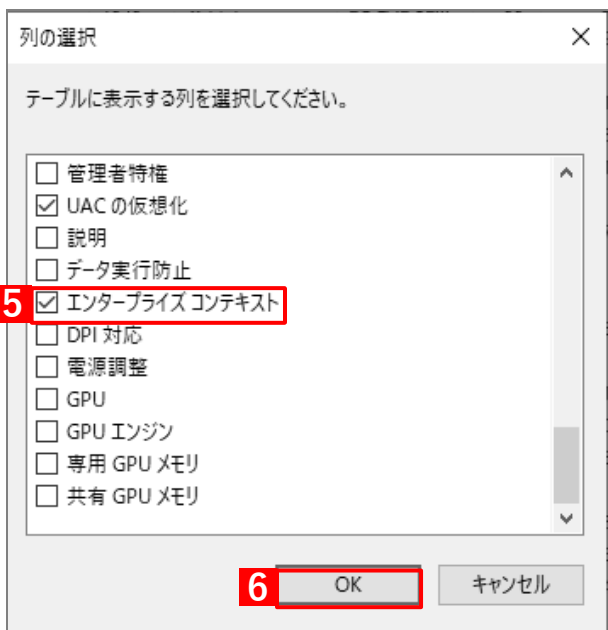 列の選択
テーブルに表示する列を選択してください。
管理者特権
UAC の仮想化
説明
データ実行防止
5 エンタープライズ コンテキスト
DPI 対応
電源調整
GPU
GPU エンジン
専用 GPU メモリ
共有 GPU メモリ
6 OK キャンセル